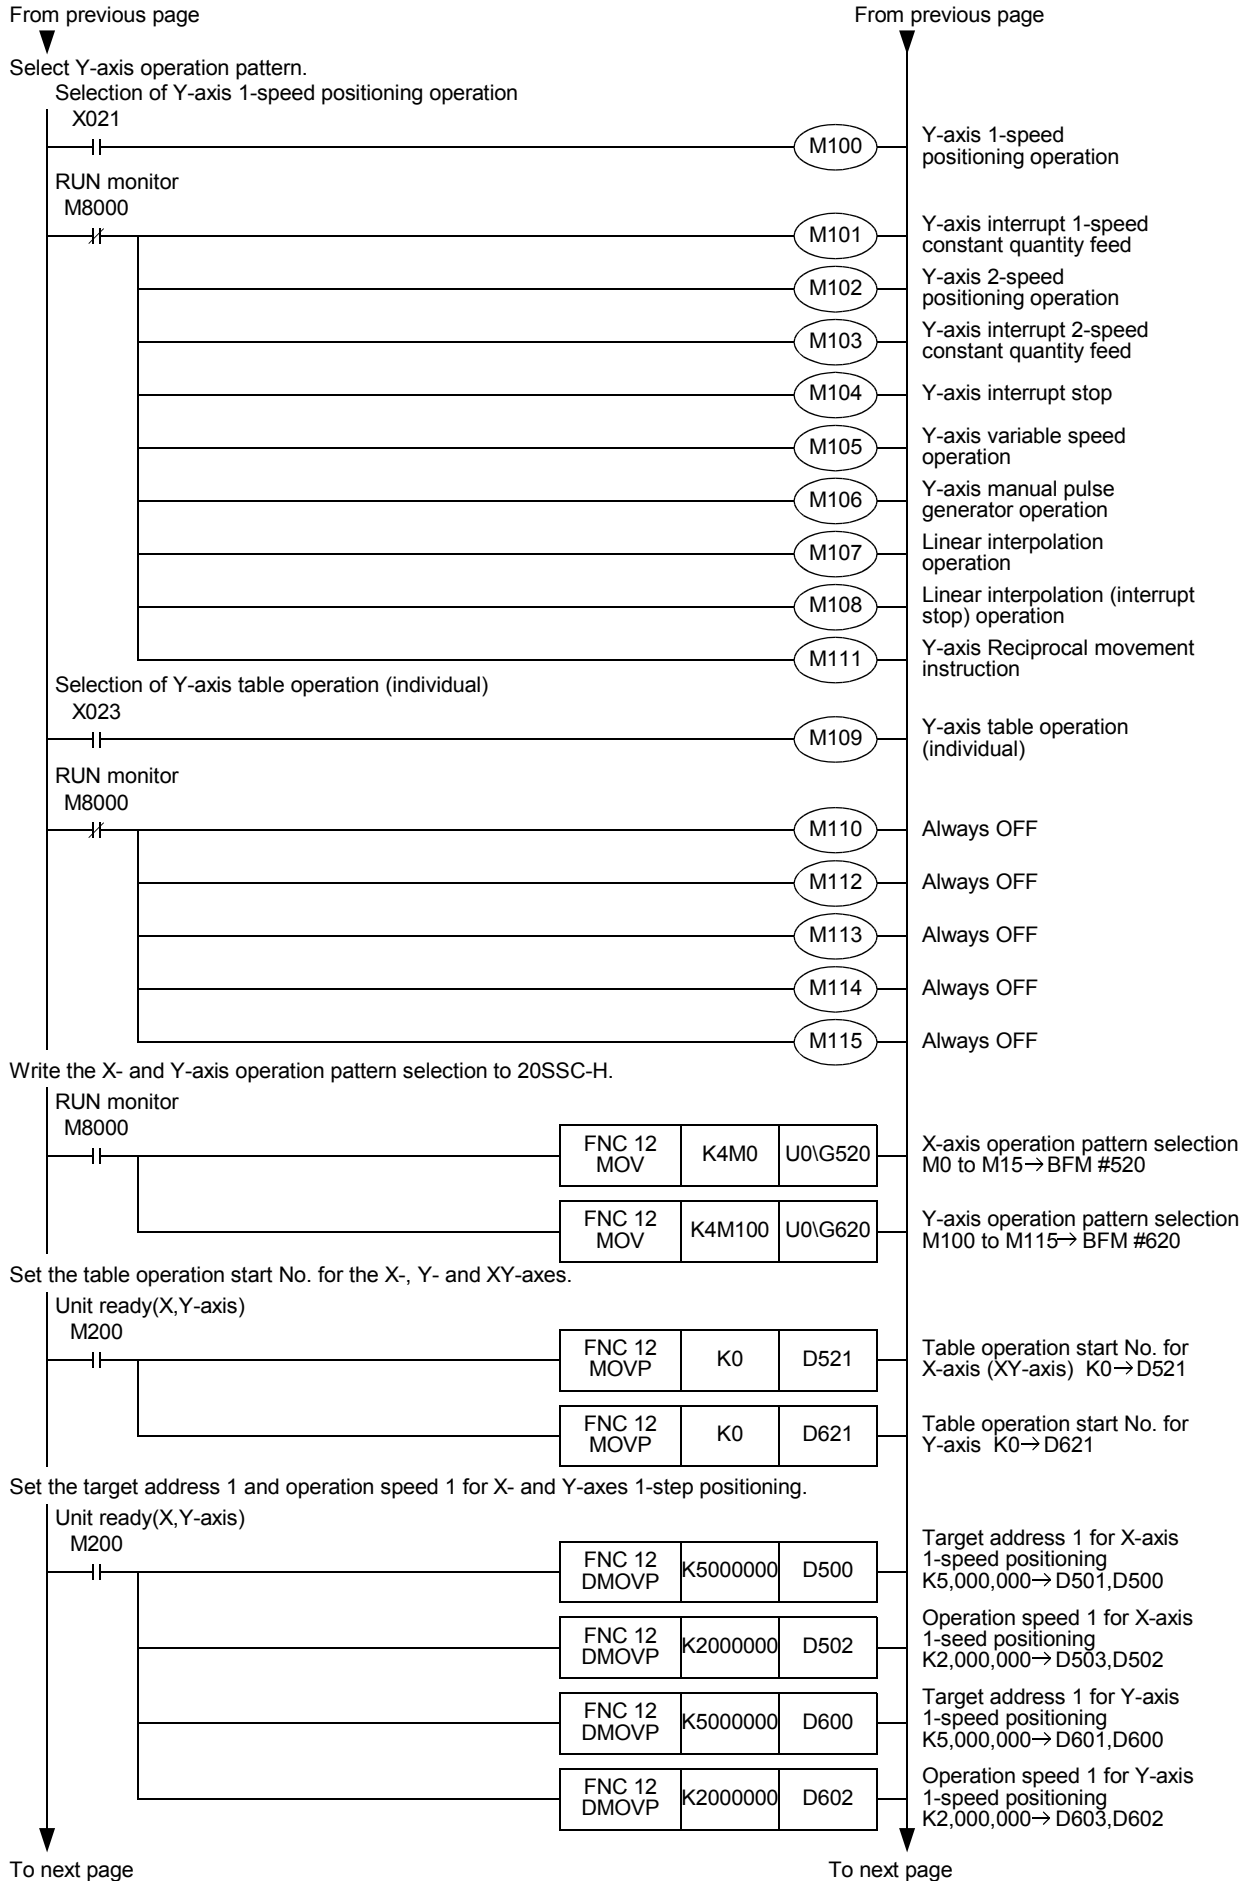 From previous page
From previous page
Select Y-axis operation pattern.
Selection of Y-axis 1-speed positioning operation
X021
M100
Y-axis 1-speed
positioning operation
RUN monitor
M8000
M101
Y-axis interrupt 1-speed
constant quantity feed
M102
Y-axis 2-speed
positioning operation
M103
Y-axis interrupt 2-speed
constant quantity feed
M104
Y-axis interrupt stop
M105
Y-axis variable speed
operation
M106
Y-axis manual pulse
generator operation
M107
Linear interpolation
operation
M108
Linear interpolation (interrupt
stop) operation
M111
Y-axis Reciprocal movement
instruction
Selection of Y-axis table operation (individual)
X023
M109
Y-axis table operation
(individual)
RUN monitor
M8000
M110
Always OFF
M112
Always OFF
M113
Always OFF
M114
Always OFF
M115
Always OFF
Write the X- and Y-axis operation pattern selection to 20SSC-H.
RUN monitor
M8000
FNC 12
MOV
K4M0
U0\G520
X-axis operation pattern selection
M0 to M15→BFM #520
FNC 12
MOV
K4M100
U0\G620
Y-axis operation pattern selection
M100 to M115→ BFM #620
Set the table operation start No. for the X-, Y- and XY-axes.
Unit ready(X,Y-axis)
M200
FNC 12
MOVP
K0
D521
Table operation start No. for
X-axis (XY-axis) K0→D521
FNC 12
MOVP
K0
D621
Table operation start No. for
Y-axis K0→D621
Set the target address 1 and operation speed 1 for X- and Y-axes 1-step positioning.
Unit ready(X,Y-axis)
M200
FNC 12
DMOVP
K5000000
D500
Target address 1 for X-axis
1-speed positioning
K5,000,000→D501,D500
FNC 12
DMOVP
K2000000
D502
Operation speed 1 for X-axis
1-seed positioning
K2,000,000→D503,D502
FNC 12
DMOVP
K5000000
D600
Target address 1 for Y-axis
1-speed positioning
K5,000,000→D601,D600
FNC 12
DMOVP
K2000000
D602
Operation speed 1 for Y-axis
1-speed positioning
K2,000,000→D603,D602
To next page
To next page